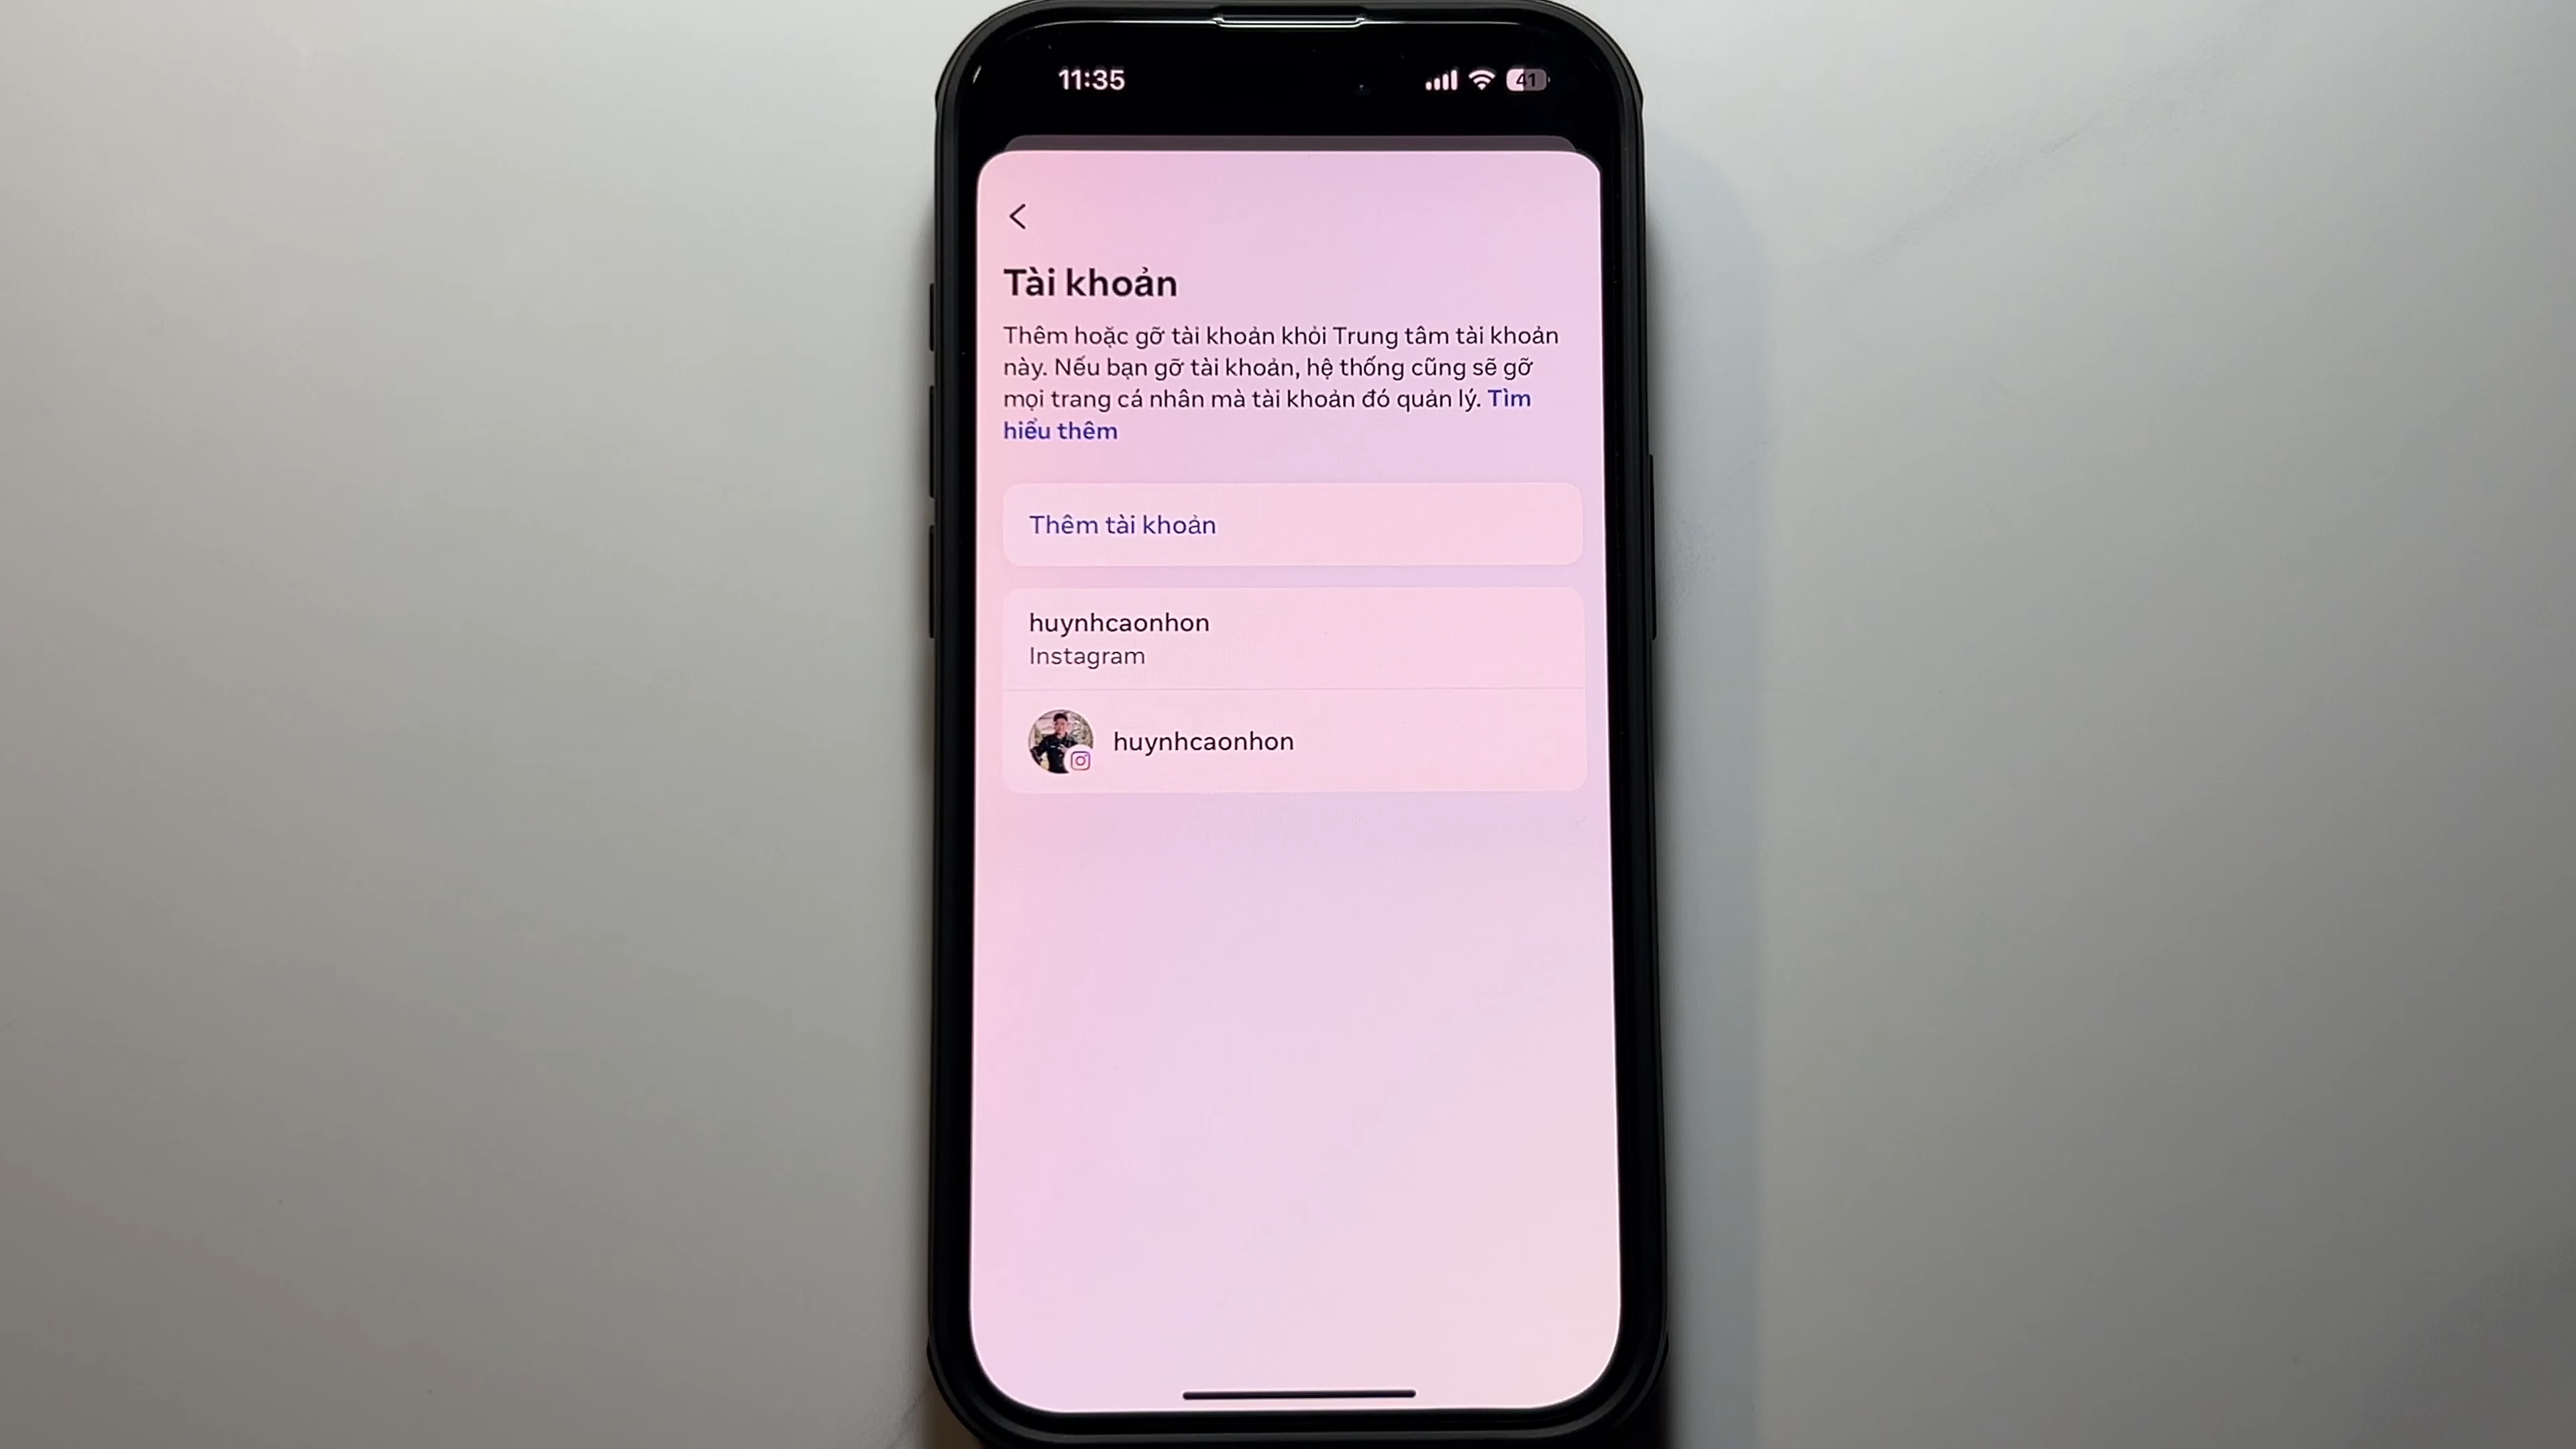 11:35
41
Tài khoản
Thêm hoặc gỡ tài khoản khỏi Trung tâm tài khoản
này. Nếu bạn gỡ tài khoản, hệ thống cũng sẽ gỡ
mọi trang cá nhân mà tài khoản đó quản lý. Tìm
hiểu thêm
Thêm tài khoản
huynhcaonhon
Instagram
huynhcaonhon